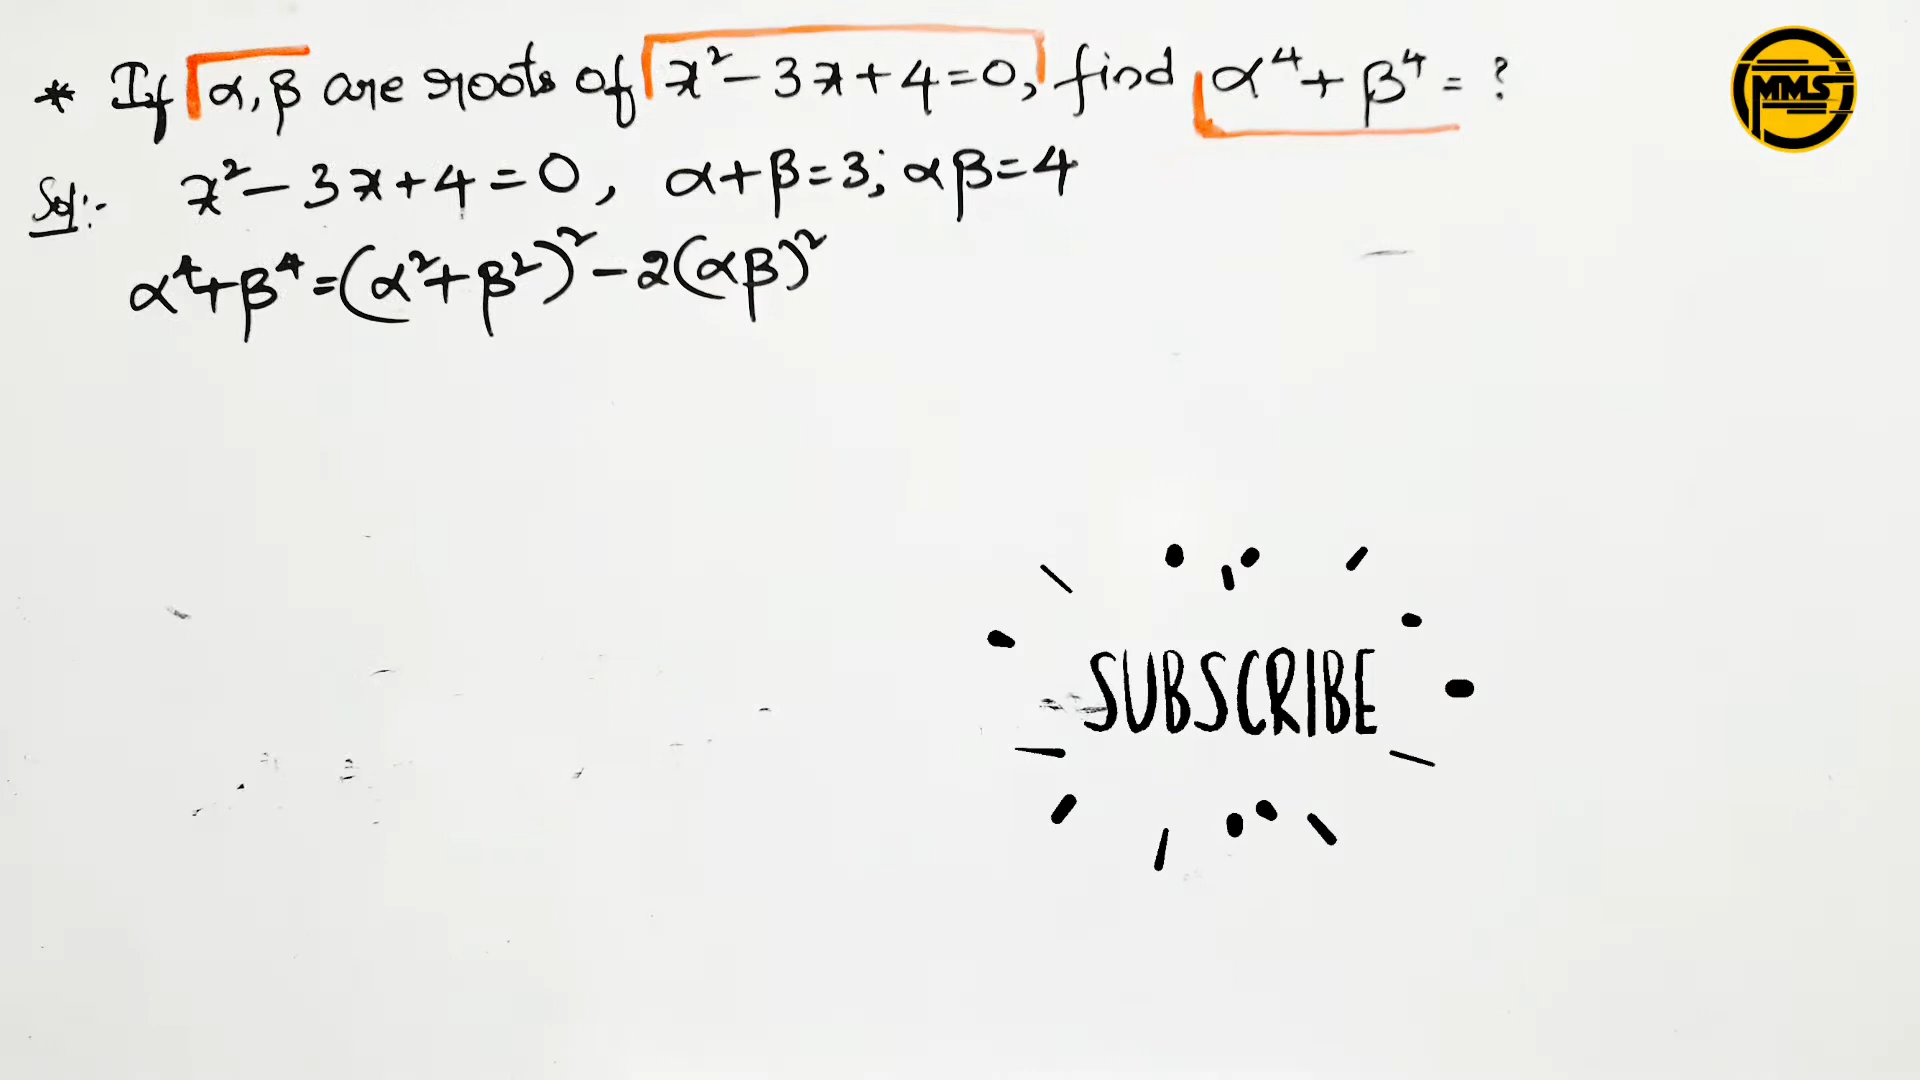 * If α, β are roots of x² - 3x + 4 = 0, find α⁴ + β⁴ = ?
MMS
Sol:- x² - 3x + 4 = 0, α + β = 3; αβ = 4
α⁴ + β⁴ = (α² + β²)² - 2(αβ)²
SUBSCRIBE